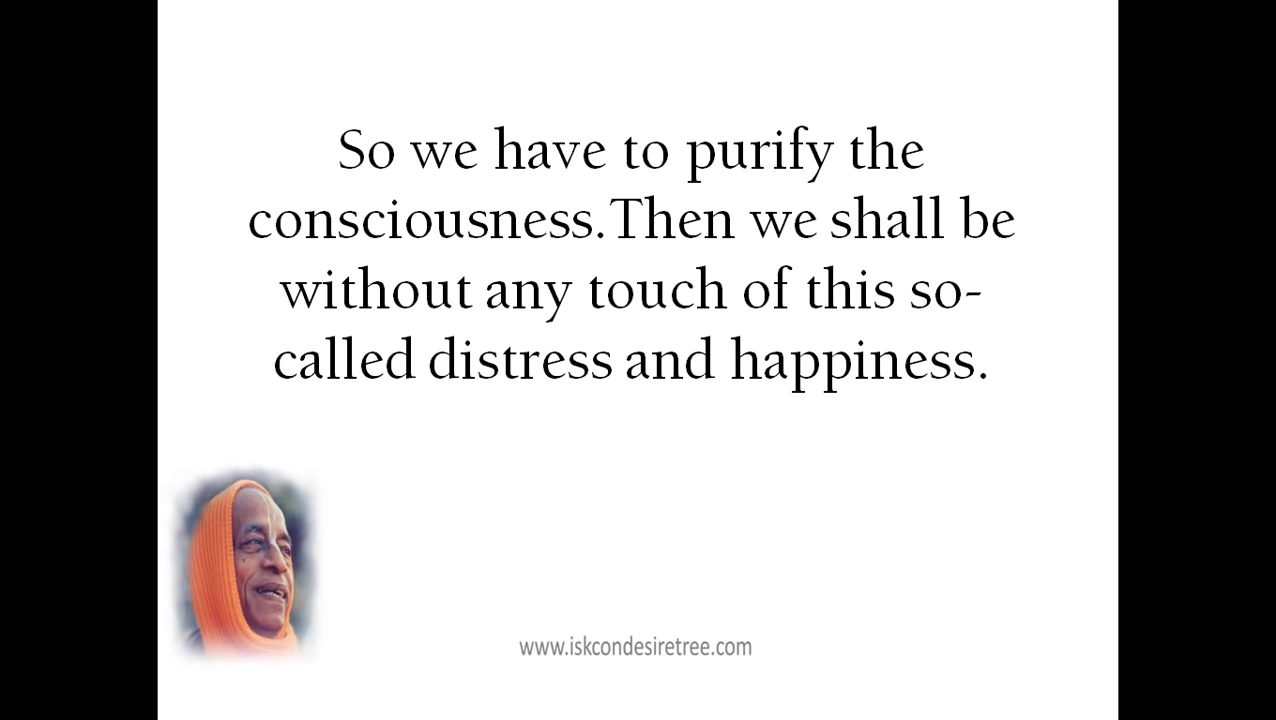 So we have to purify the
consciousness. Then we shall be
without any touch of this so-
called distress and happiness.
www.iskcondesiretree.com